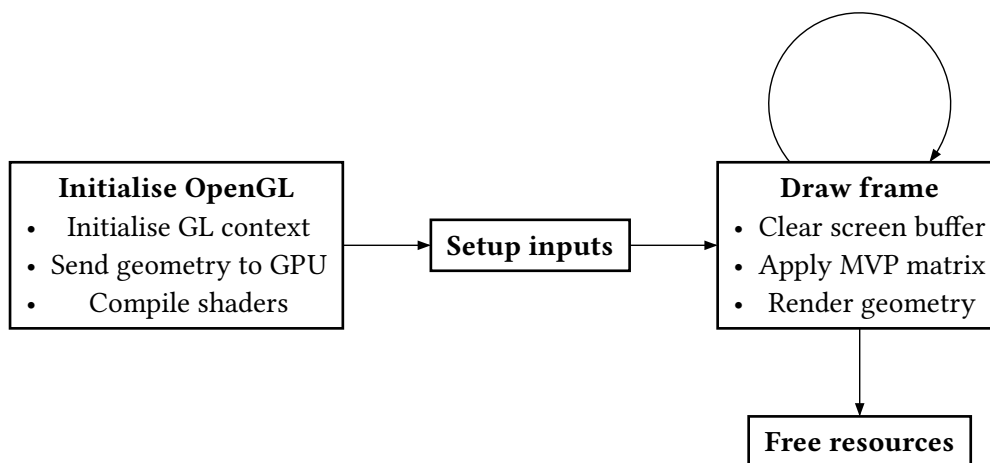 Initialise OpenGL
• Initialise GL context
• Send geometry to GPU
• Compile shaders
Setup inputs
Draw frame
• Clear screen buffer
• Apply MVP matrix
• Render geometry
Free resources